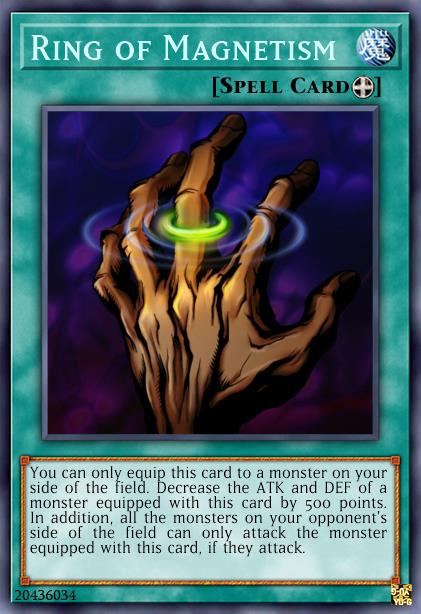 RING OF MAGNETISM
魔
[SPELL CARD]
You can only equip this card to a monster on your
side of the field. Decrease the ATK and DEF of a
monster equipped with this card by 500 points.
In addition, all the monsters on your opponent's
side of the field can only attack the monster
equipped with this card, if they attack.
20436034